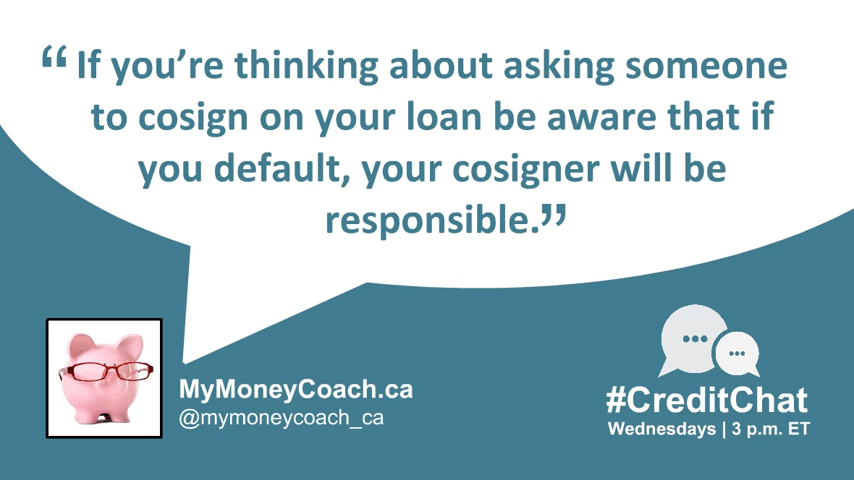 “If you’re thinking about asking someone
to cosign on your loan be aware that if
you default, your cosigner will be
responsible.”
MyMoneyCoach.ca
@mymoneycoach_ca
#CreditChat
Wednesdays | 3 p.m. ET